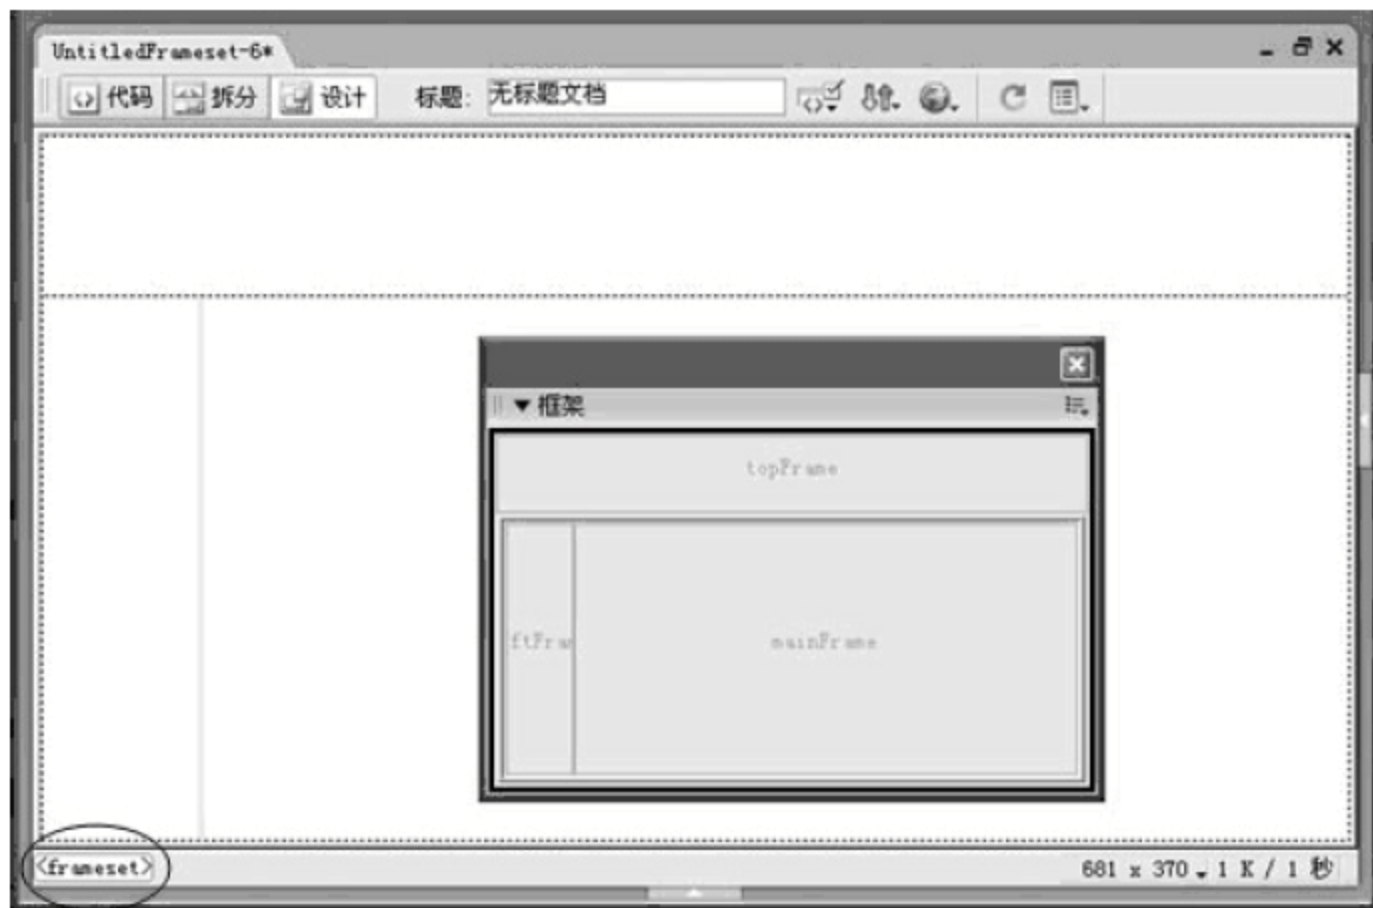 UntitledFrameset-6*
代码 拆分 设计 标题: 无标题文档
框架
topFrame
ftFram mainFrame
<frameset> 681 x 370 1 K / 1 秒